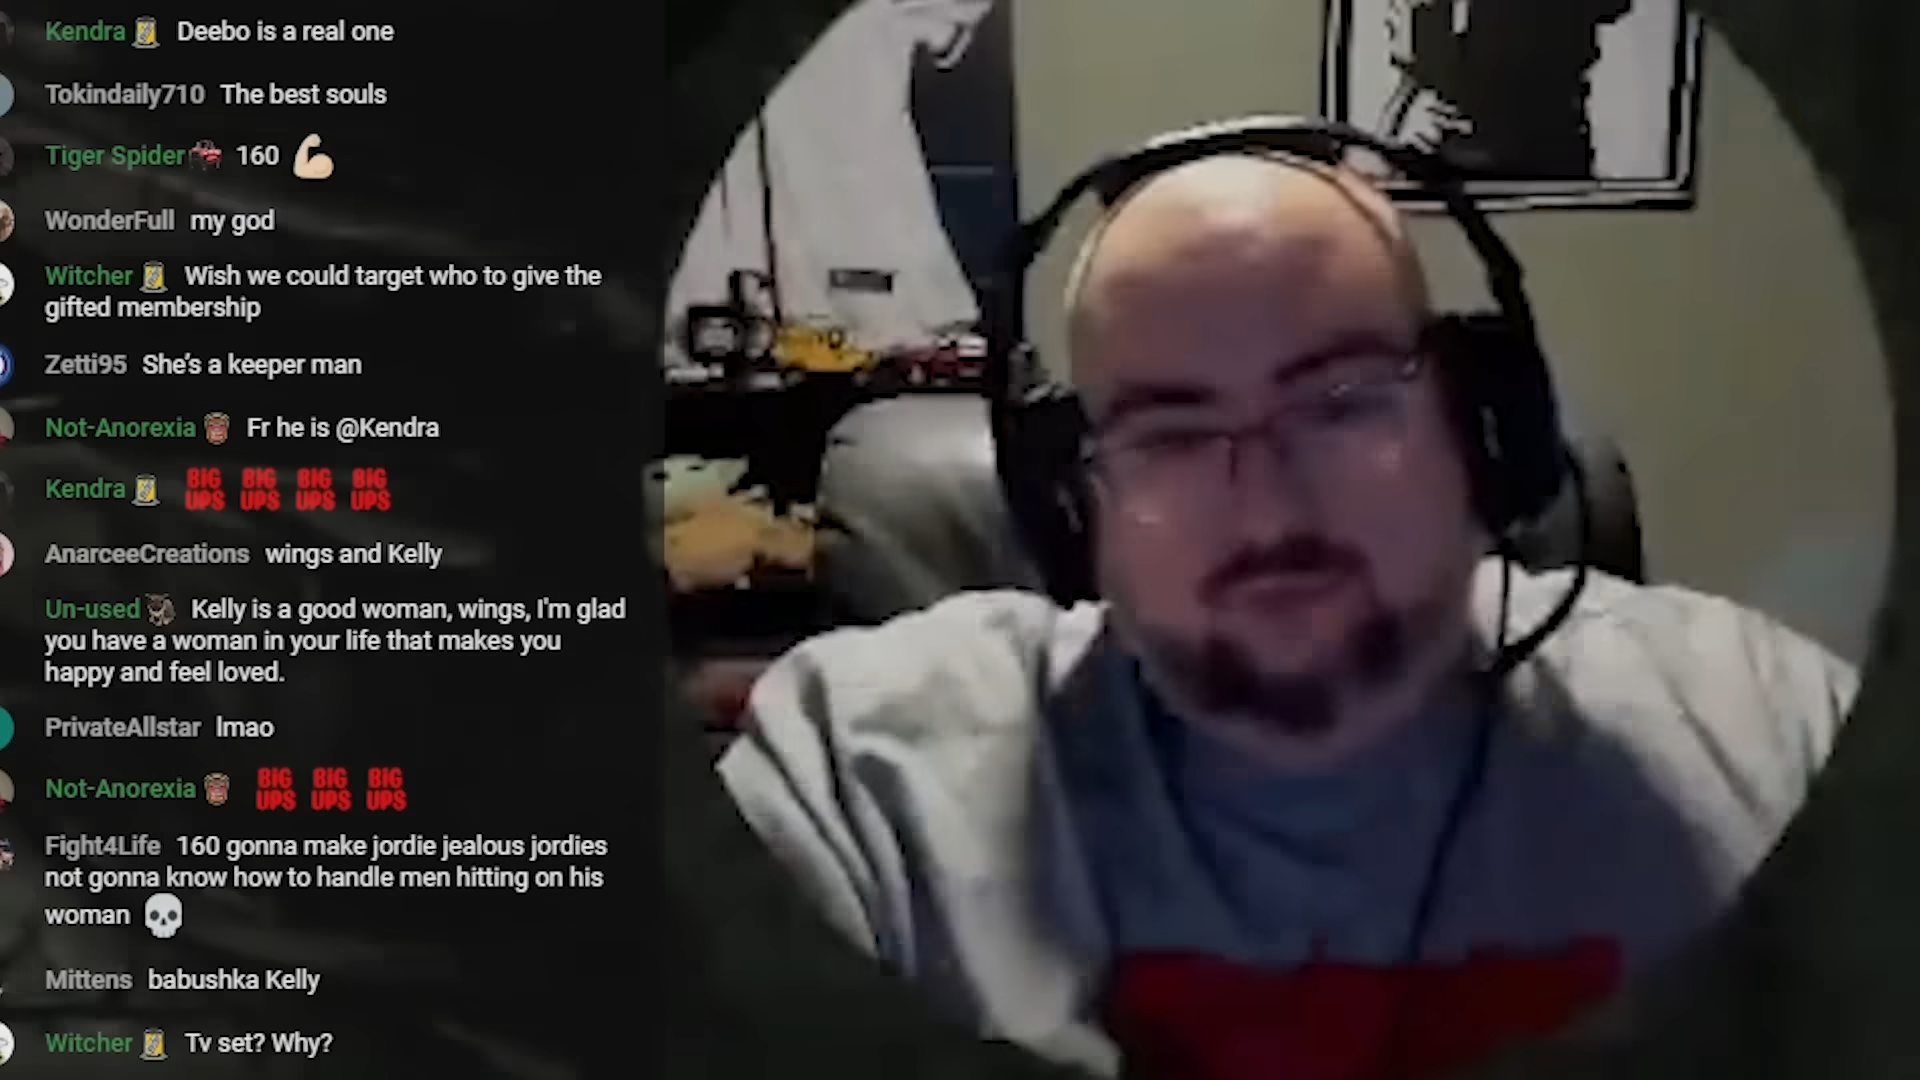 Kendra Deebo is a real one
Tokindaily710 The best souls
Tiger Spider 160
WonderFull my god
Witcher Wish we could target who to give the
gifted membership
Zetti95 She's a keeper man
Not-Anorexia Fr he is @Kendra
Kendra BIG UPS BIG UPS BIG UPS BIG UPS
AnarceeCreations wings and Kelly
Un-used Kelly is a good woman, wings, I'm glad
you have a woman in your life that makes you
happy and feel loved.
PrivateAllstar lmao
Not-Anorexia BIG UPS BIG UPS BIG UPS
Fight4Life 160 gonna make jordie jealous jordies
not gonna know how to handle men hitting on his
woman
Mittens babushka Kelly
Witcher Tv set? Why?